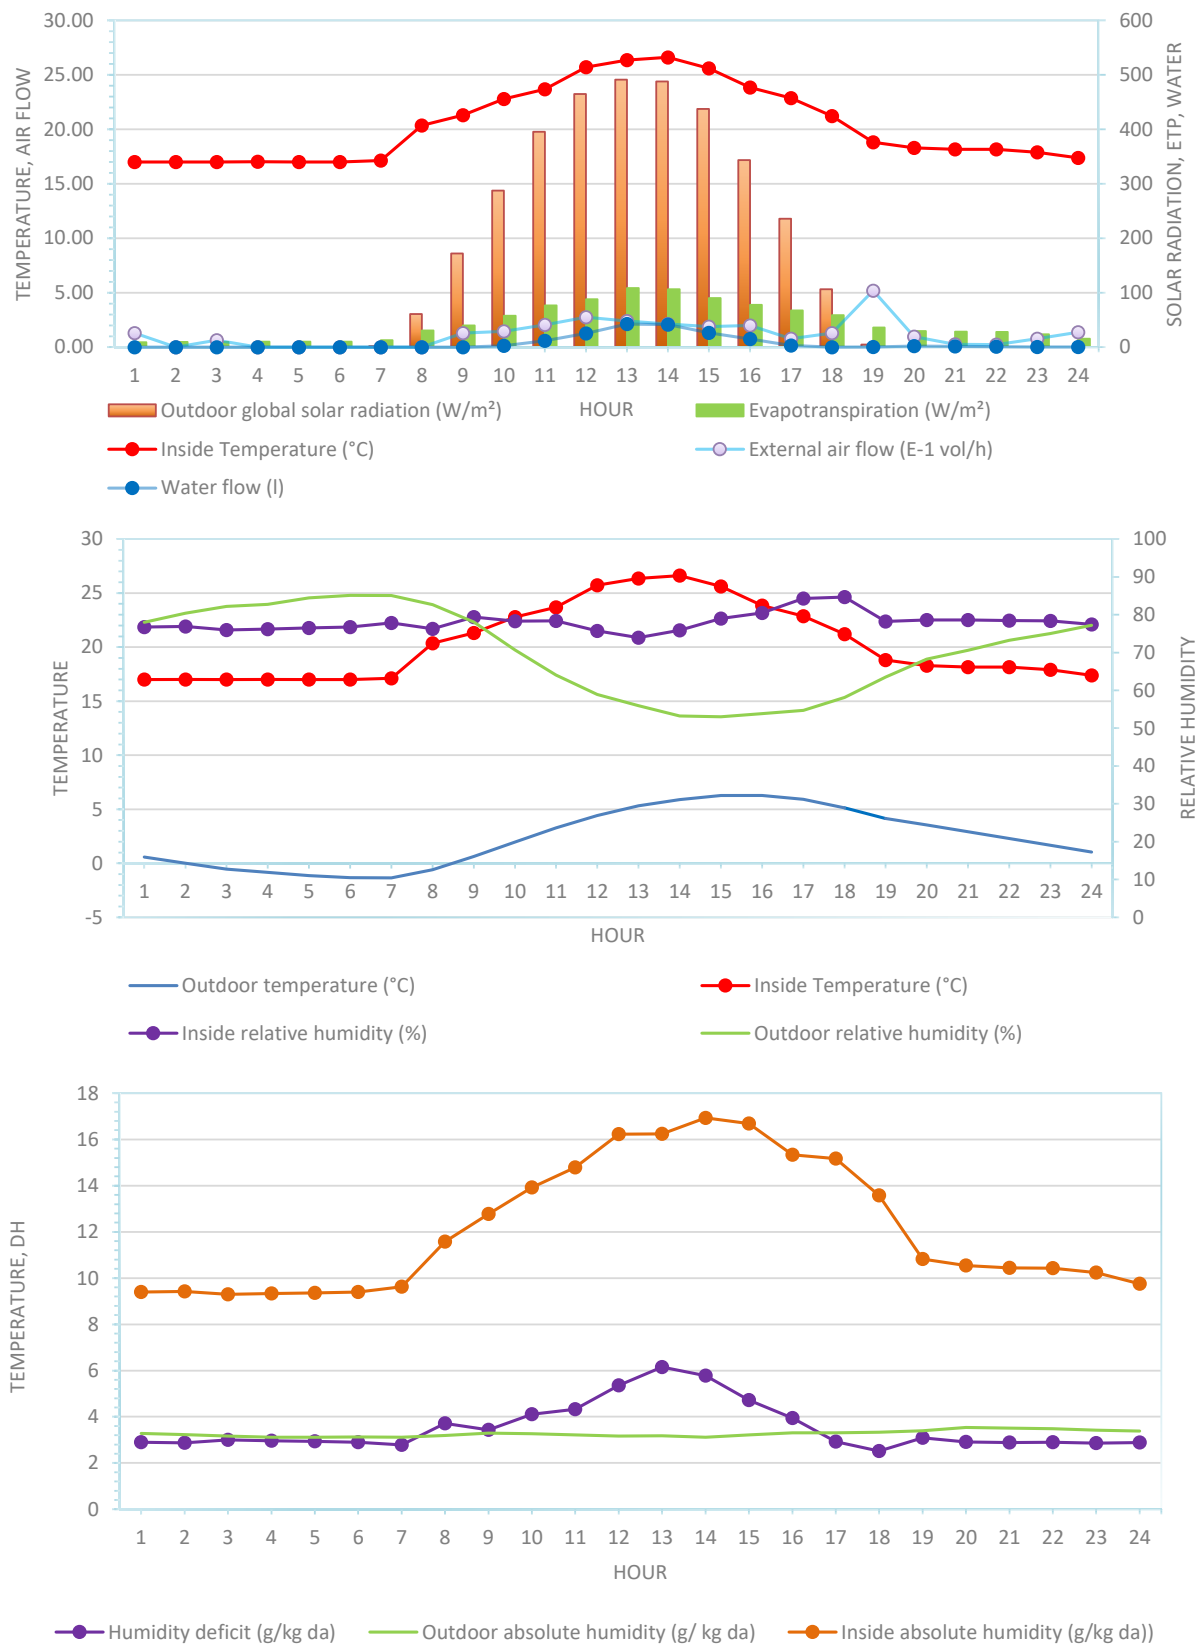 30.00
25.00
20.00
15.00
10.00
5.00
0.00
TEMPERATURE, AIR FLOW
600
500
400
300
200
100
0
SOLAR RADIATION, ETP, WATER
1 2 3 4 5 6 7 8 9 10 11 12 13 14 15 16 17 18 19 20 21 22 23 24
HOUR
Outdoor global solar radiation (W/m²)
Evapotranspiration (W/m²)
Inside Temperature (°C)
External air flow (E-1 vol/h)
Water flow (l)
30
25
20
15
10
5
0
-5
TEMPERATURE
100
90
80
70
60
50
40
30
20
10
0
RELATIVE HUMIDITY
1 2 3 4 5 6 7 8 9 10 11 12 13 14 15 16 17 18 19 20 21 22 23 24
HOUR
Outdoor temperature (°C)
Inside Temperature (°C)
Inside relative humidity (%)
Outdoor relative humidity (%)
18
16
14
12
10
8
6
4
2
0
TEMPERATURE, DH
1 2 3 4 5 6 7 8 9 10 11 12 13 14 15 16 17 18 19 20 21 22 23 24
HOUR
Humidity deficit (g/kg da)
Outdoor absolute humidity (g/ kg da)
Inside absolute humidity (g/kg da))